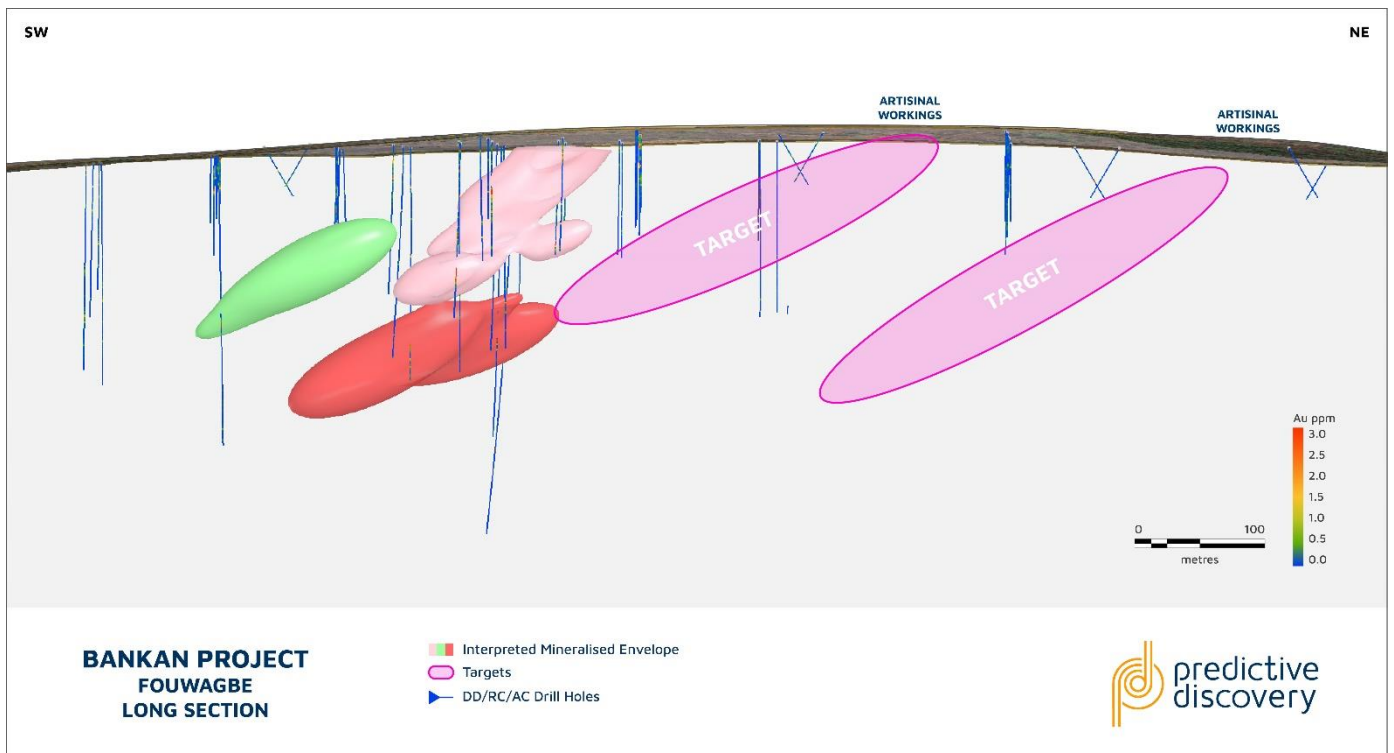 SW
NE
ARTISINAL
WORKINGS
ARTISINAL
WORKINGS
TARGET
TARGET
Au ppm
3.0
2.5
2.0
1.5
1.0
0.5
0.0
0 100
metres
BANKAN PROJECT
FOUWAGBE
LONG SECTION
Interpreted Mineralised Envelope
Targets
DD/RC/AC Drill Holes
predictive
discovery